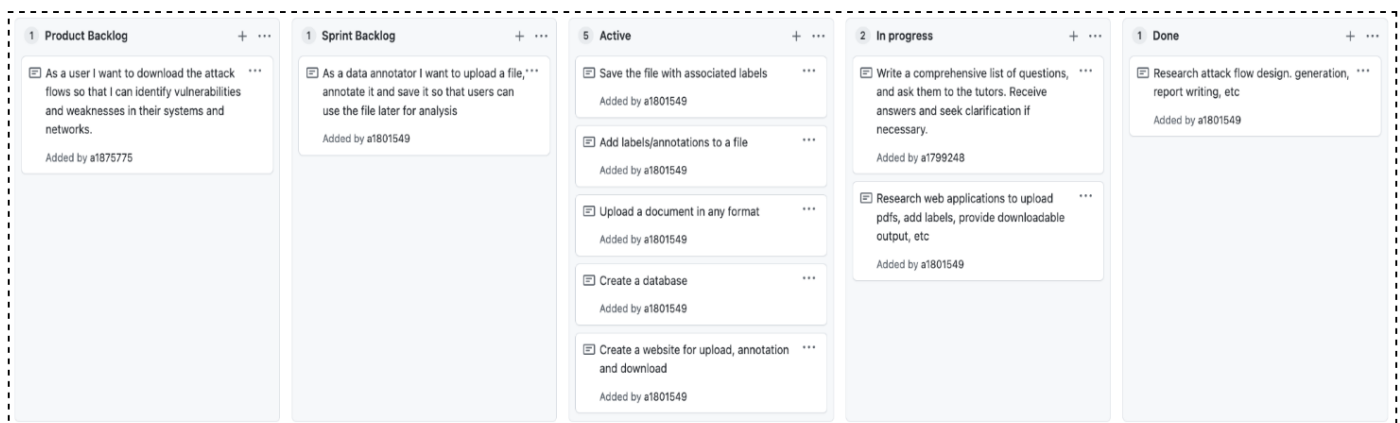 1 Product Backlog
As a user I want to download the attack
flows so that I can identify vulnerabilities
and weaknesses in their systems and
networks.
Added by a1875775
1 Sprint Backlog
As a data annotator I want to upload a file,
annotate it and save it so that users can
use the file later for analysis
Added by a1801549
5 Active
Save the file with associated labels
Added by a1801549
Add labels/annotations to a file
Added by a1801549
Upload a document in any format
Added by a1801549
Create a database
Added by a1801549
Create a website for upload, annotation
and download
Added by a1801549
2 In progress
Write a comprehensive list of questions,
and ask them to the tutors. Receive
answers and seek clarification if
necessary.
Added by a1799248
Research web applications to upload
pdfs, add labels, provide downloadable
output, etc
Added by a1801549
1 Done
Research attack flow design. generation,
report writing, etc
Added by a1801549